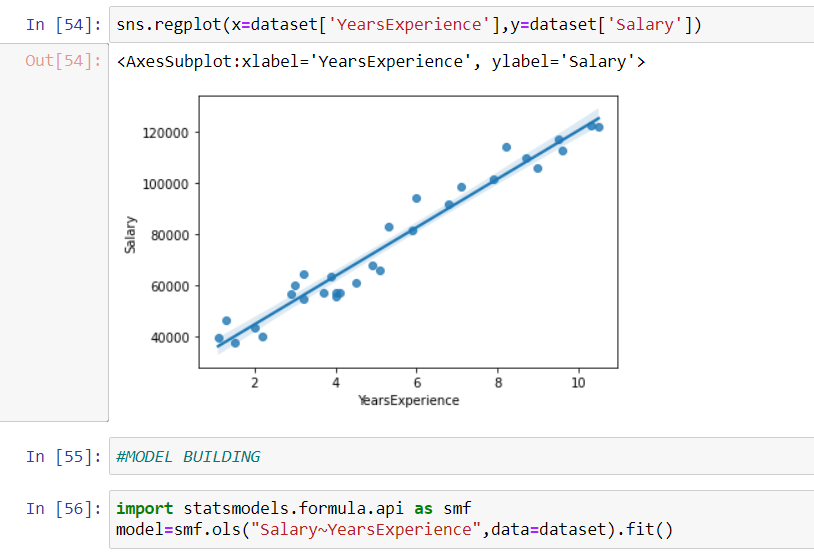 In [54]: sns.regplot(x=dataset['YearsExperience'],y=dataset['Salary'])
Out[54]: <AxesSubplot:xlabel='YearsExperience', ylabel='Salary'>
120000
100000
80000
60000
40000
Salary
2 4 6 8 10
YearsExperience
In [55]: #MODEL BUILDING
In [56]: import statsmodels.formula.api as smf
model=smf.ols("Salary~YearsExperience",data=dataset).fit()